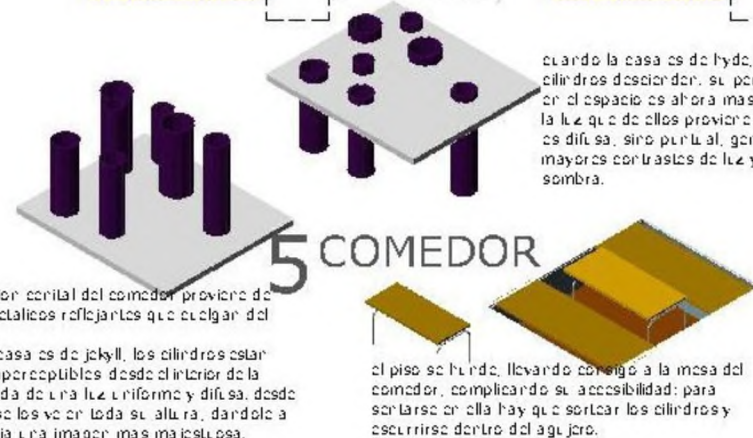 cuando la casa es de hyde,
cilindros descienden. su
en el espacio es ahora mas
la luz que de ellos proviene
es difusa, sino puntual,
mayores contrastes de luz y
sombra.
5 COMEDOR
cenital del comedor proviene de
reflejantes que cuelgan del
casa es de jekyll, los cilindros estan
desde el interior de la
de una luz uniforme y difusa. desde
se los ve en toda su altura, dandole a
una imagen mas majestuosa.
el piso se hunde, llevando consigo a la mesa del
comedor, complicando su accesibilidad: para
sentarse en ella hay que sortear los cilindros y
escurrirse dentro del agujero.